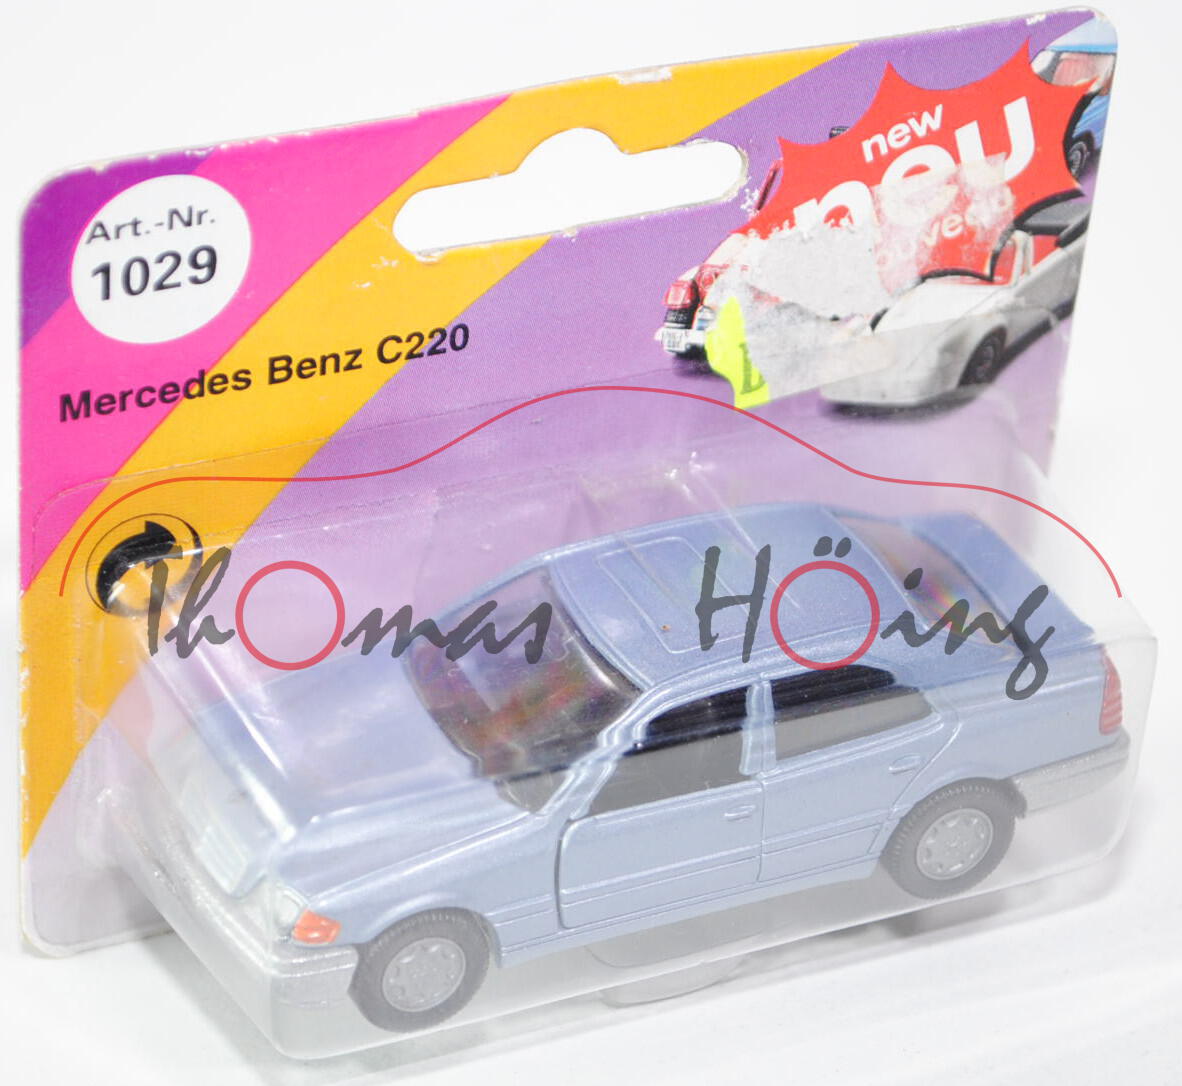 Art.-Nr.
1029
Mercedes Benz C220
new
neu
Thomas Höing